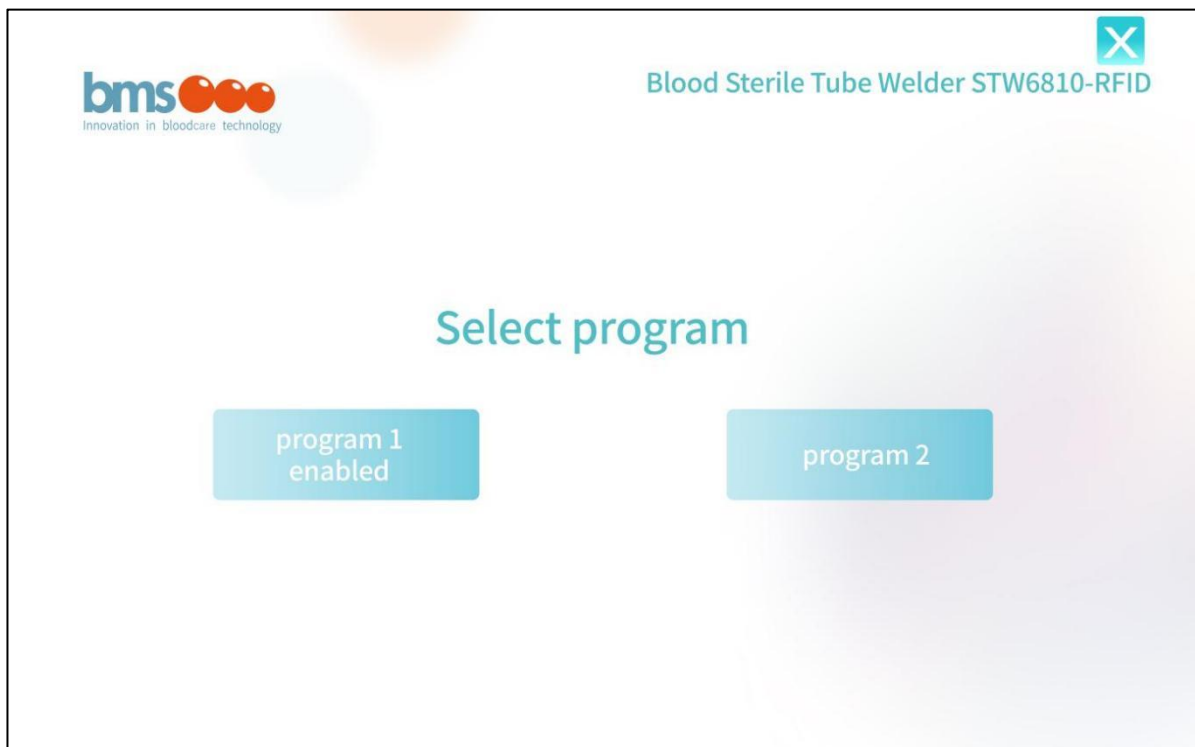 X
bms
Innovation in bloodcare technology
Blood Sterile Tube Welder STW6810-RFID
Select program
program 1
enabled
program 2